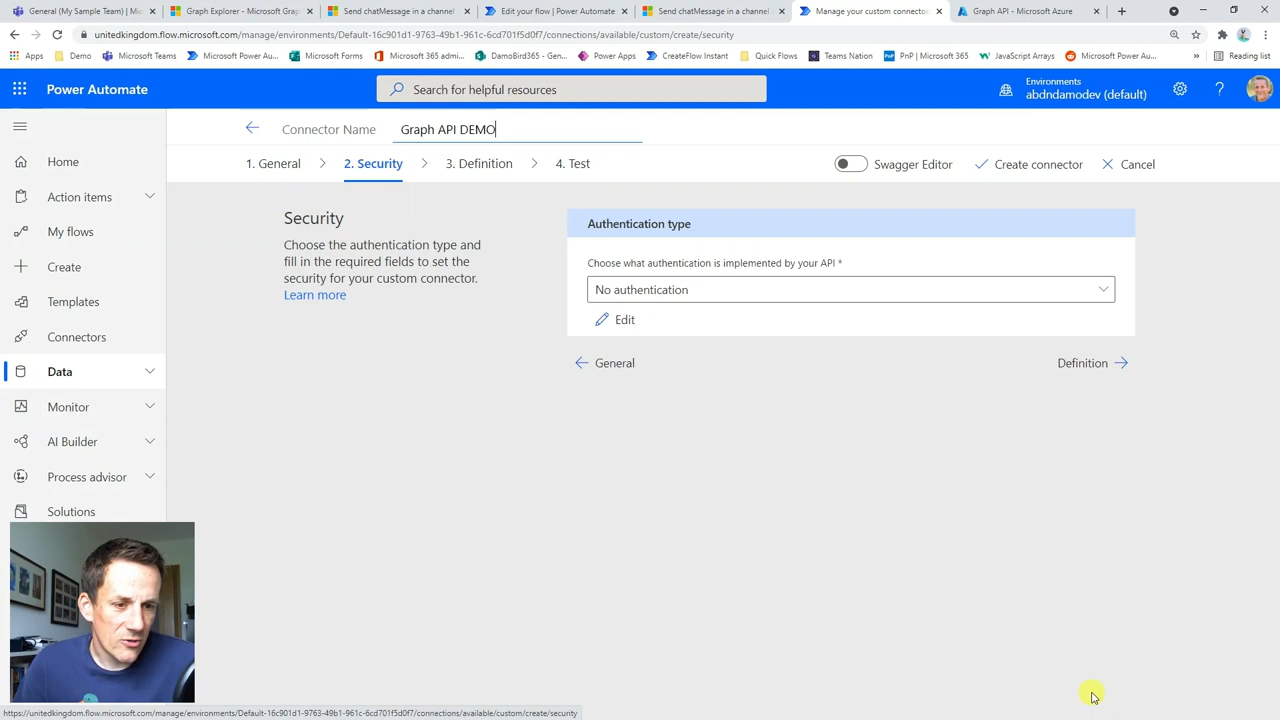 General (My Sample Team) | Micr
Graph Explorer - Microsoft Grap
Send chatMessage in a channel
Edit your flow | Power Automate
Send chatMessage in a channel
Manage your custom connector
Graph API - Microsoft Azure
unitedkingdom.flow.microsoft.com/manage/environments/Default-16c901d1-9763-49b1-961c-6cd701f5d0f7/connections/available/custom/create/security
Apps
Demo
Microsoft Teams
Microsoft Power Au...
Microsoft Forms
Microsoft 365 admi...
DamoBird365 - Gen...
Power Apps
CreateFlow Instant
Quick Flows
Teams Nation
PnP | Microsoft 365
JavaScript Arrays
Microsoft Power Au...
»
Reading list
Power Automate
Search for helpful resources
Environments
abdndamodev (default)
?
Connector Name
Graph API DEMO
1. General
2. Security
3. Definition
4. Test
Swagger Editor
Create connector
Cancel
Home
Action items
My flows
Create
Templates
Connectors
Data
Monitor
AI Builder
Process advisor
Solutions
Security
Choose the authentication type and
fill in the required fields to set the
security for your custom connector.
Learn more
Authentication type
Choose what authentication is implemented by your API *
No authentication
Edit
General
Definition
https://unitedkingdom.flow.microsoft.com/manage/environments/Default-16c901d1-9763-49b1-961c-6cd701f5d0f7/connections/available/custom/create/security